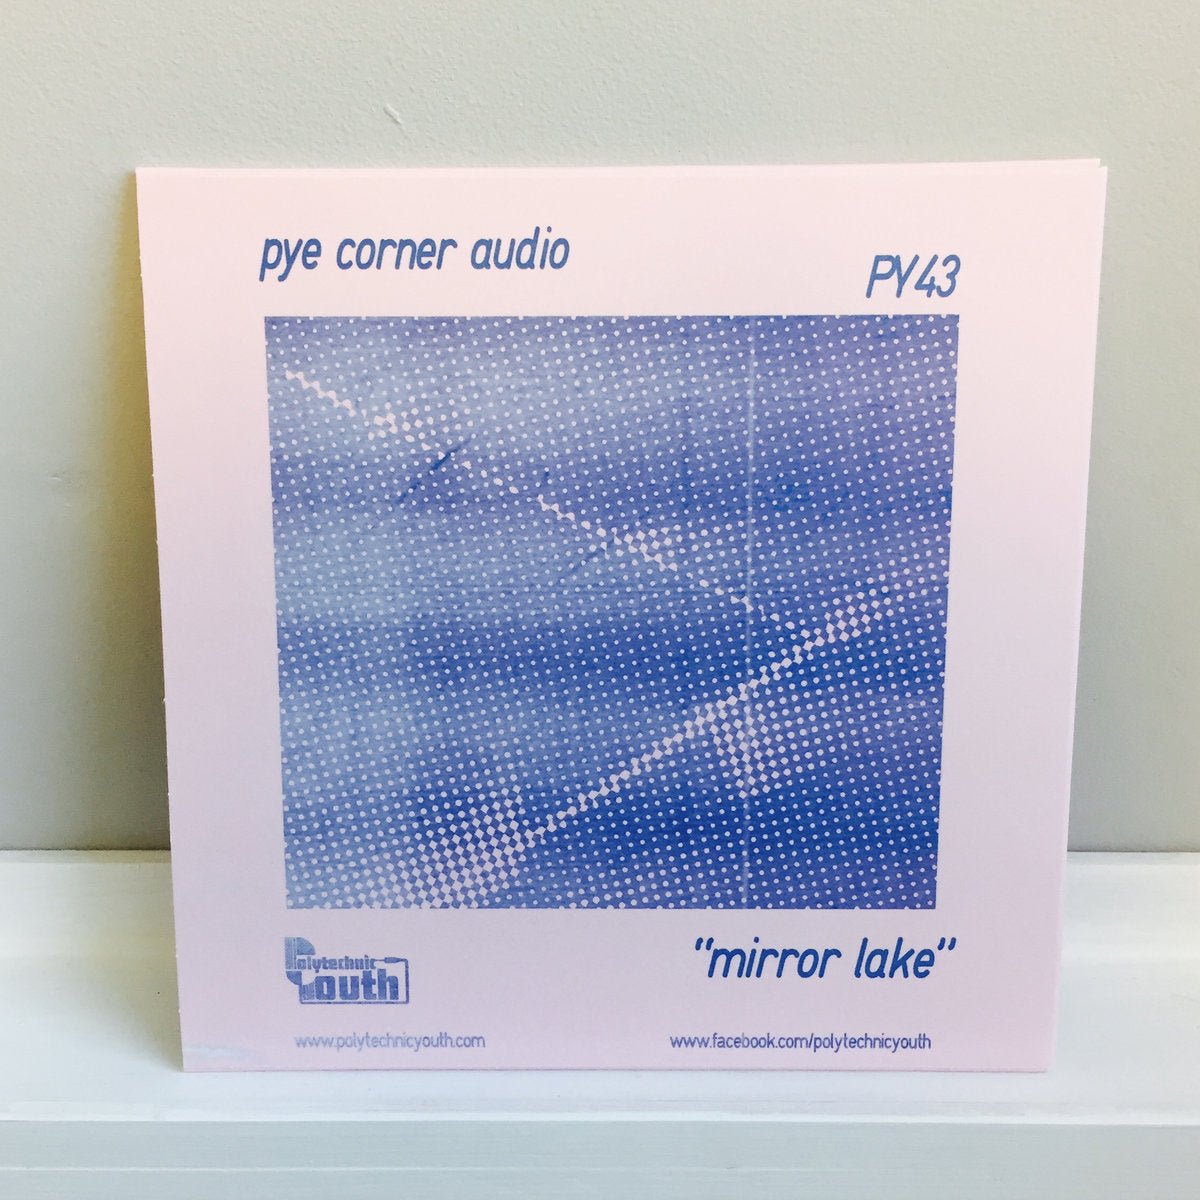 pye corner audio
PY43
Polytechnic
Youth
"mirror lake"
www.polytechnicyouth.com
www.facebook.com/polytechnicyouth